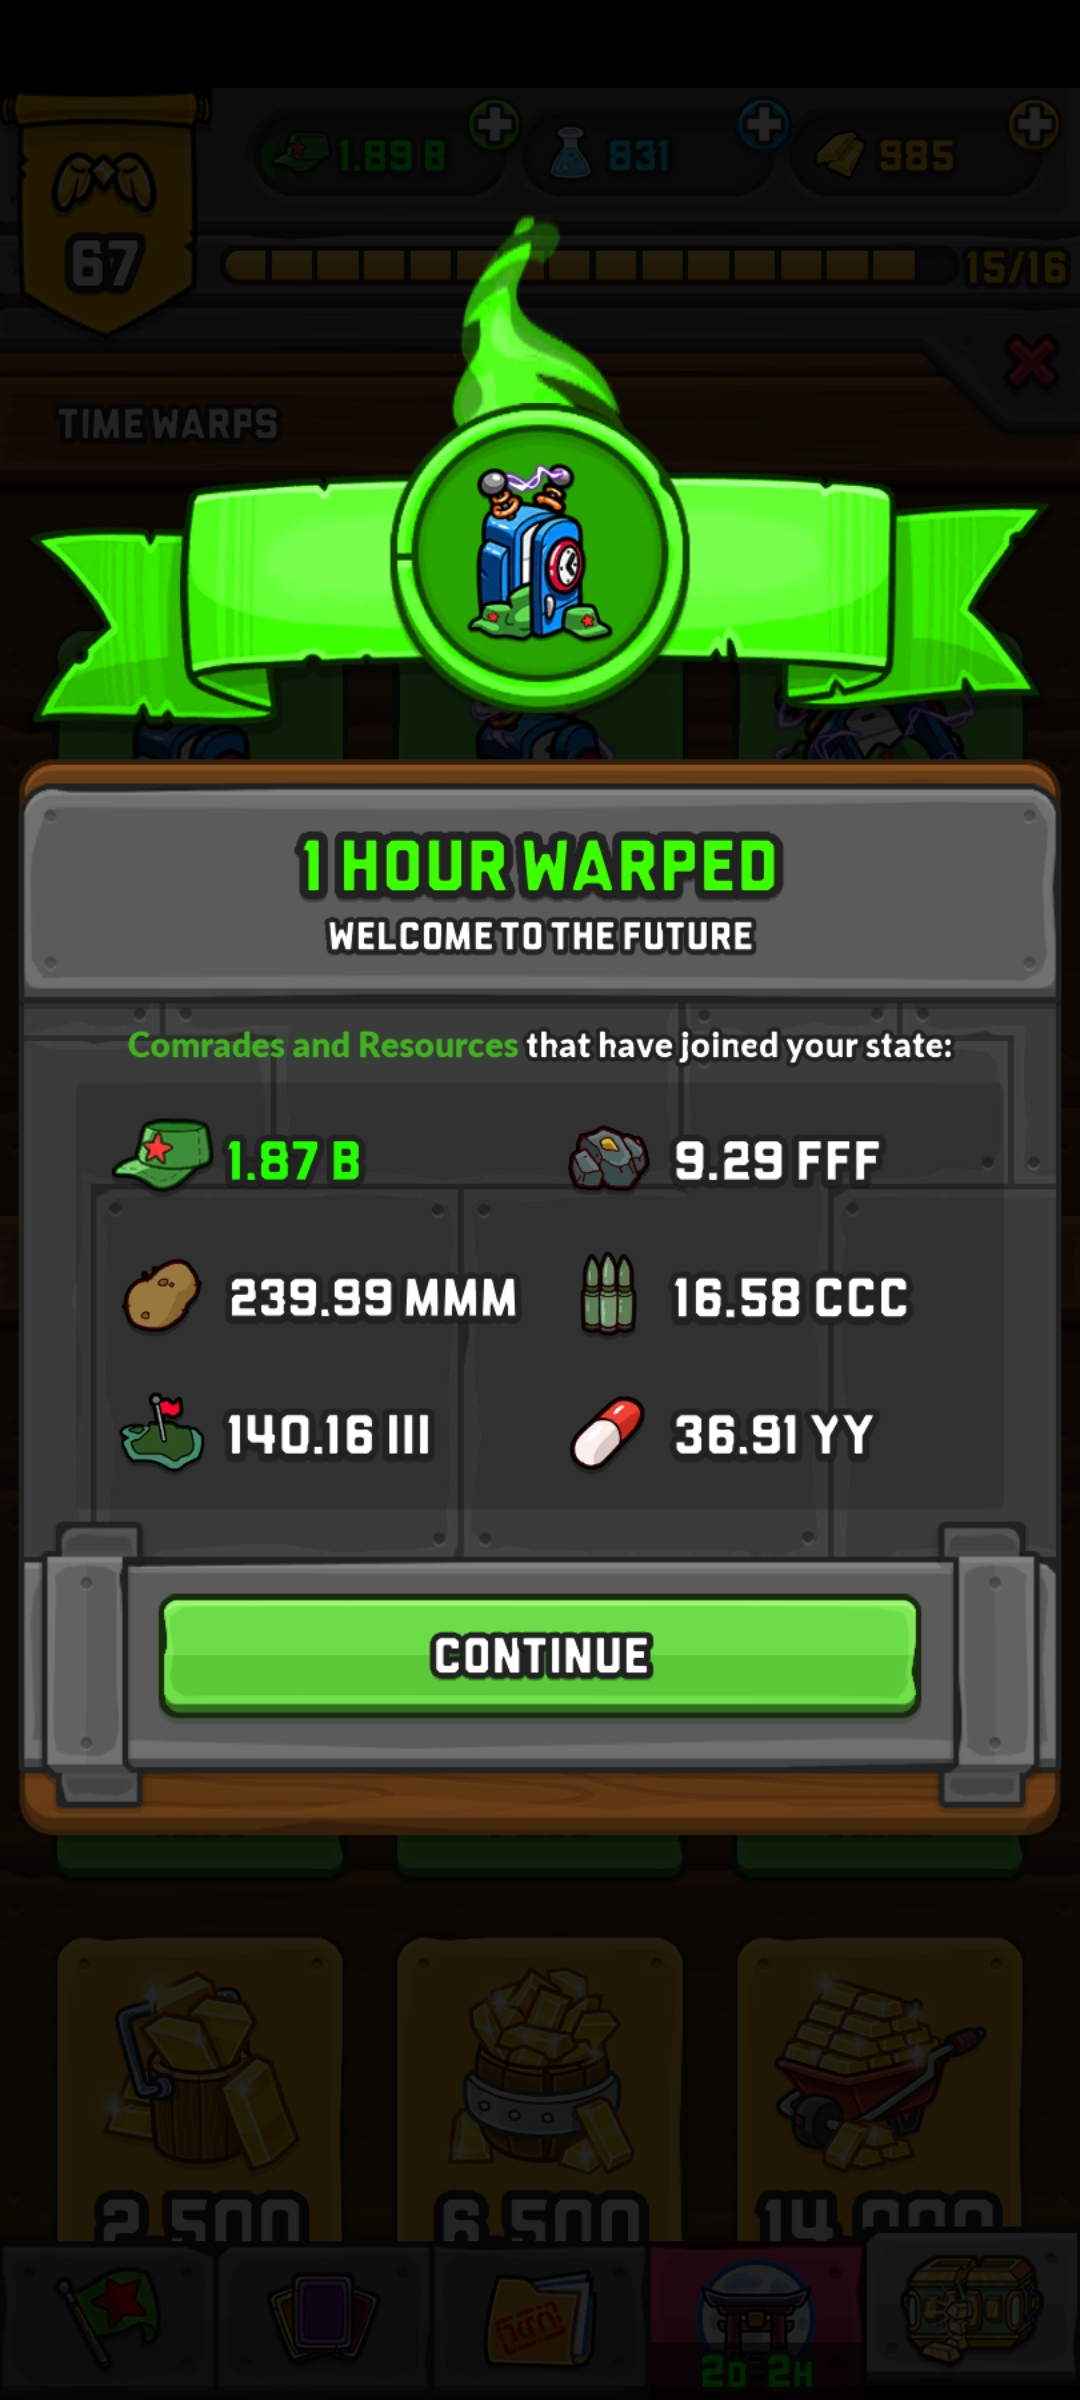 1.89 B
831
985
67
15/16
TIME WARPS
1 HOUR WARPED
WELCOME TO THE FUTURE
Comrades and Resources that have joined your state:
1.87 B
9.29 FFF
239.99 MMM
16.58 CCC
140.16 III
36.91 YY
CONTINUE
2,500
6,500
14,000
2D 2H